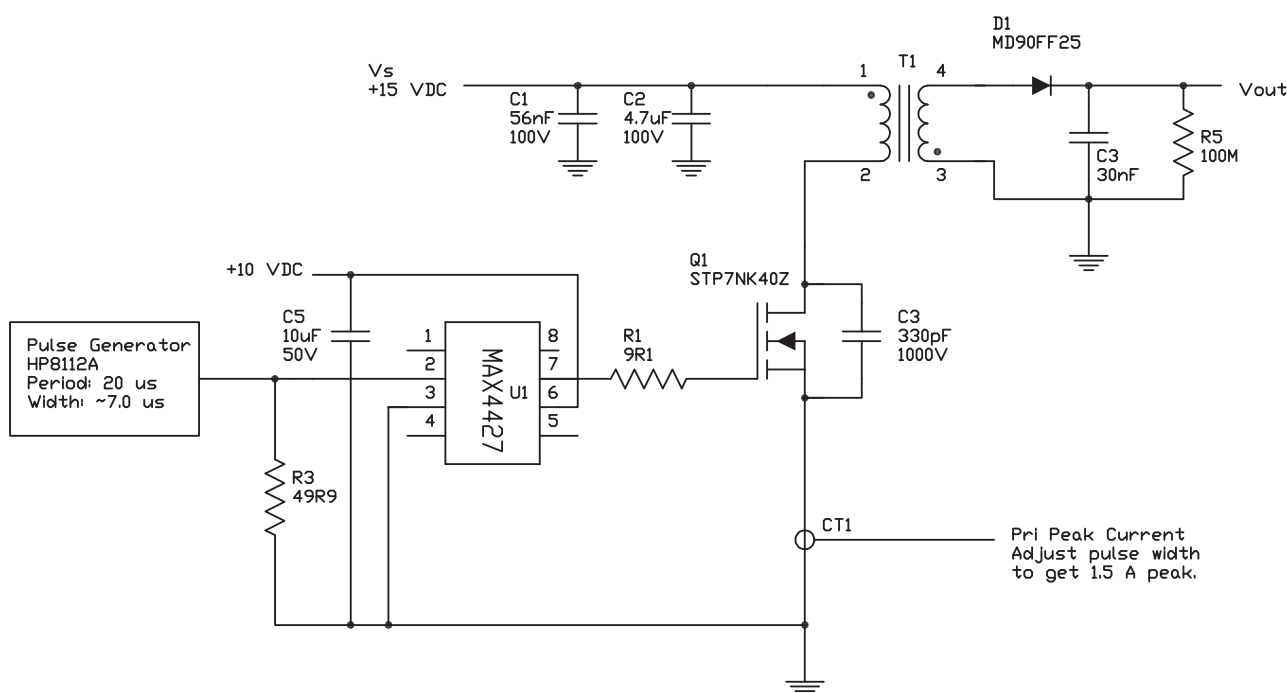 D1
MD90FF25
Vs
+15 VDC
C1
56nF
100V
C2
4.7uF
100V
1
T1
4
2
3
Vout
C3
30nF
R5
100M
+10 VDC
Q1
STP7NK40Z
C5
10uF
50V
Pulse Generator
HP8112A
Period: 20 us
Width: ~7.0 us
1
2
3
4
MAX4427
U1
8
7
6
5
R1
9R1
C3
330pF
1000V
R3
49R9
CT1
Pri Peak Current
Adjust pulse width
to get 1.5 A peak.